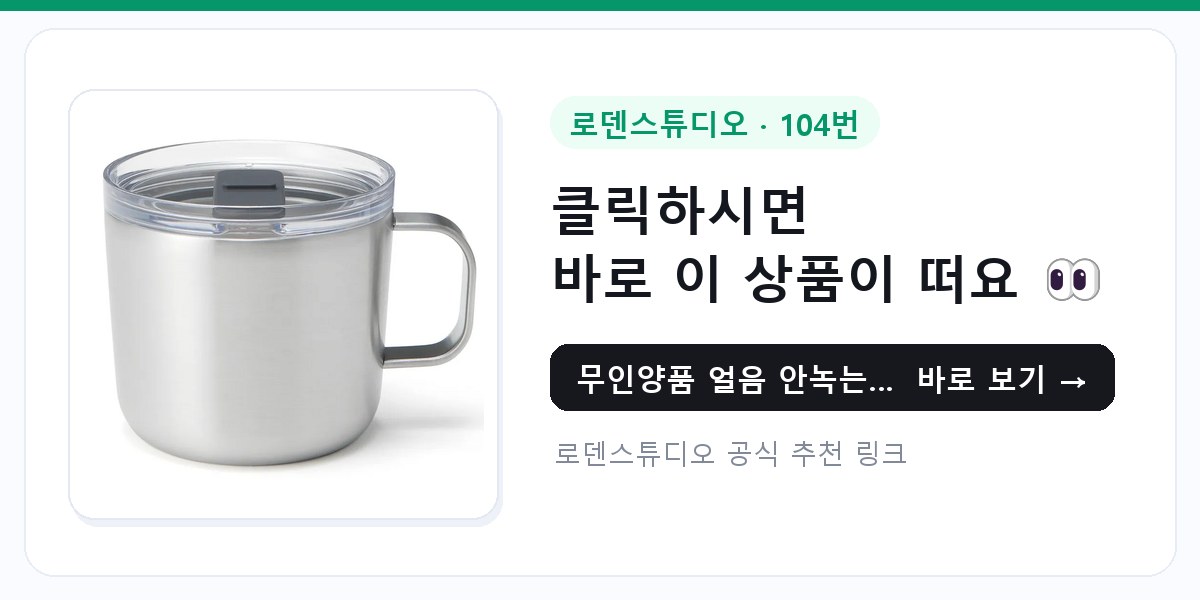 로덴스튜디오 · 104번
클릭하시면
바로 이 상품이 떠요 👀
무인양품 얼음 안녹는... 바로 보기 →
로덴스튜디오 공식 추천 링크